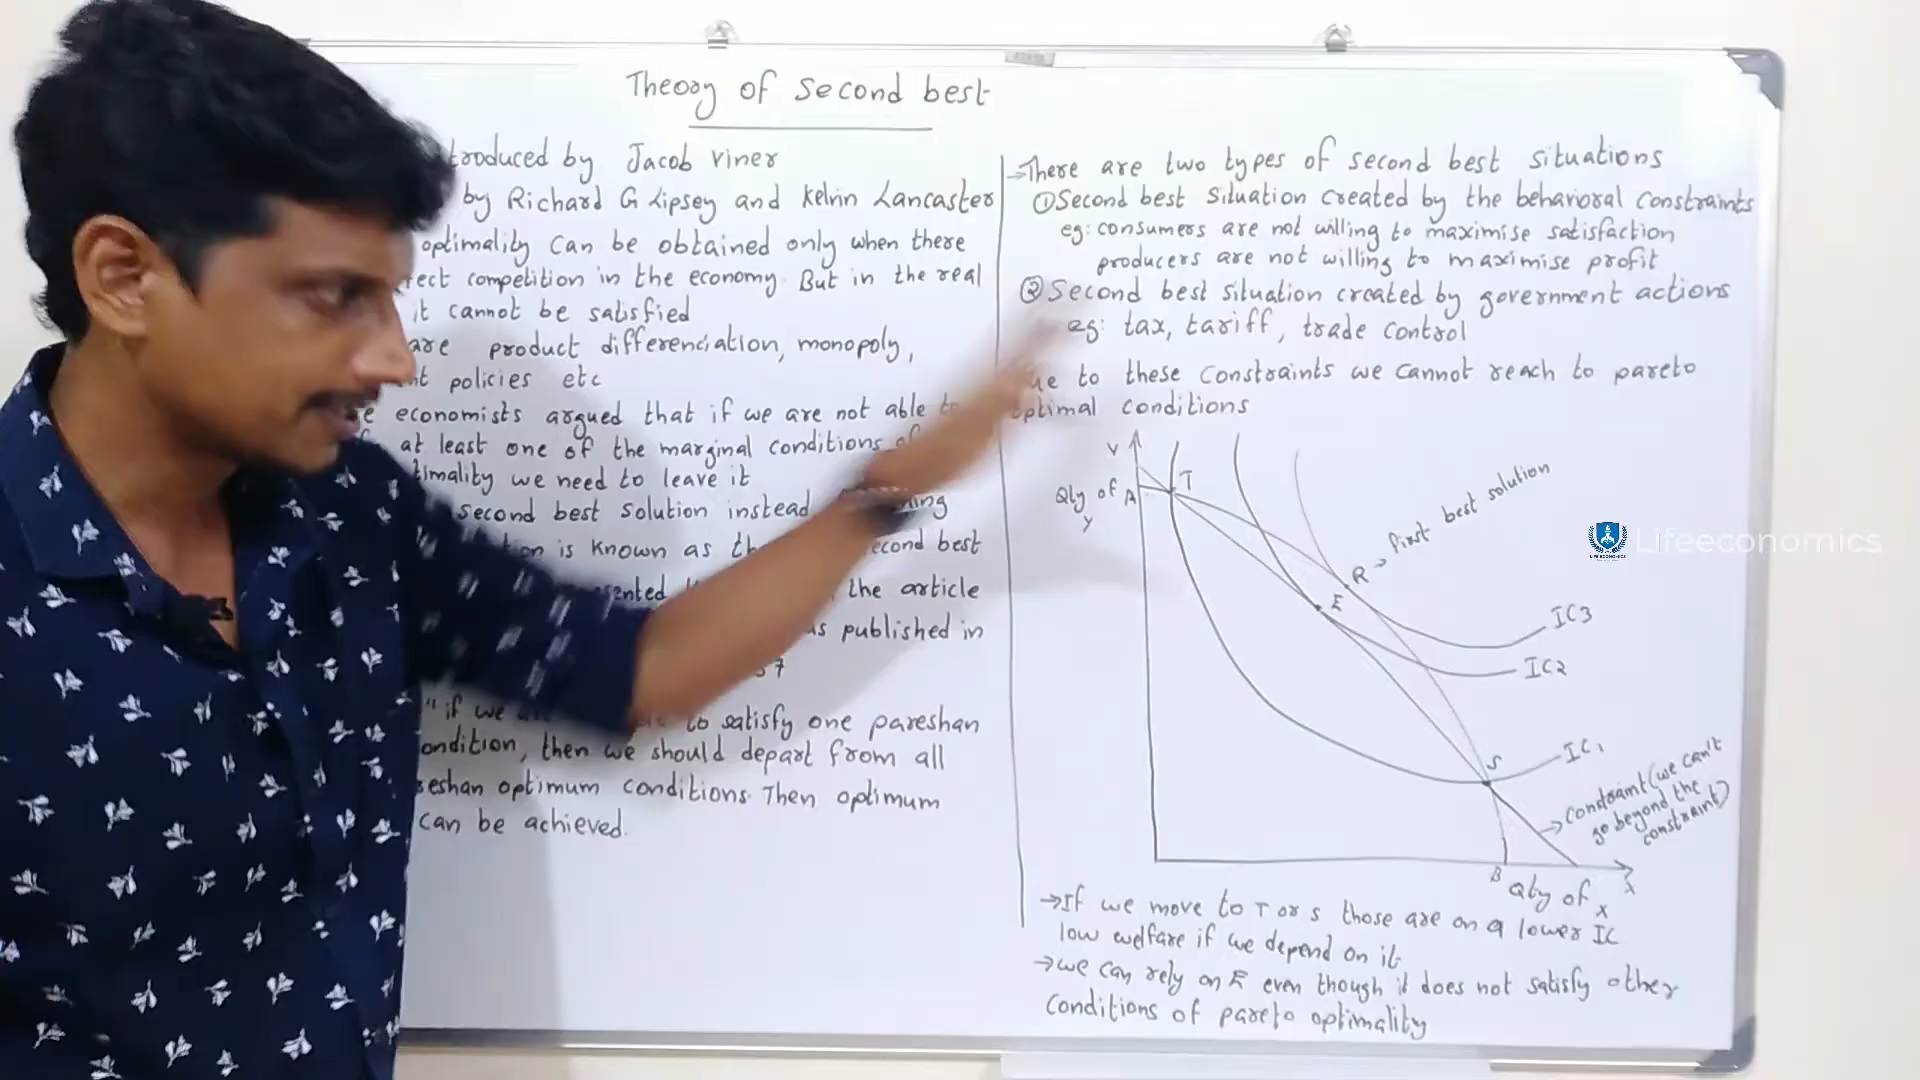 Theory of second best
troduced by Jacob viner
by Richard G Lipsey and Kelvin Lancaster
optimality can be obtained only when there
fect competition in the economy. But in the real
it cannot be satisfied
are product differenciation, monopoly,
nt policies etc
e economists argued that if we are not able to
at least one of the marginal conditions of
timality we need to leave it
second best solution instead
is known as th econd best
the article
as published in
57
"if we to satisfy one pareshan
ondition, then we should depart from all
eshan optimum conditions. Then optimum
can be achieved.
→There are two types of second best situations
①Second best situation created by the behavioral constraints
eg: consumers are not willing to maximise satisfaction
producers are not willing to maximise profit
②Second best situation created by government actions
eg: tax, tariff, trade control
ue to these constraints we cannot reach to pareto
optimal conditions
Y
Qty of A
y
T
R → first best solution
E
IC3
IC2
S
IC1
→ constraint (we can't
go beyond the
constraint)
B Qty of
x
X
→If we move to T or S those are on a lower IC
low welfare if we depend on it
→we can rely on E even though it does not satisfy other
conditions of pareto optimality
Lifeeconomics